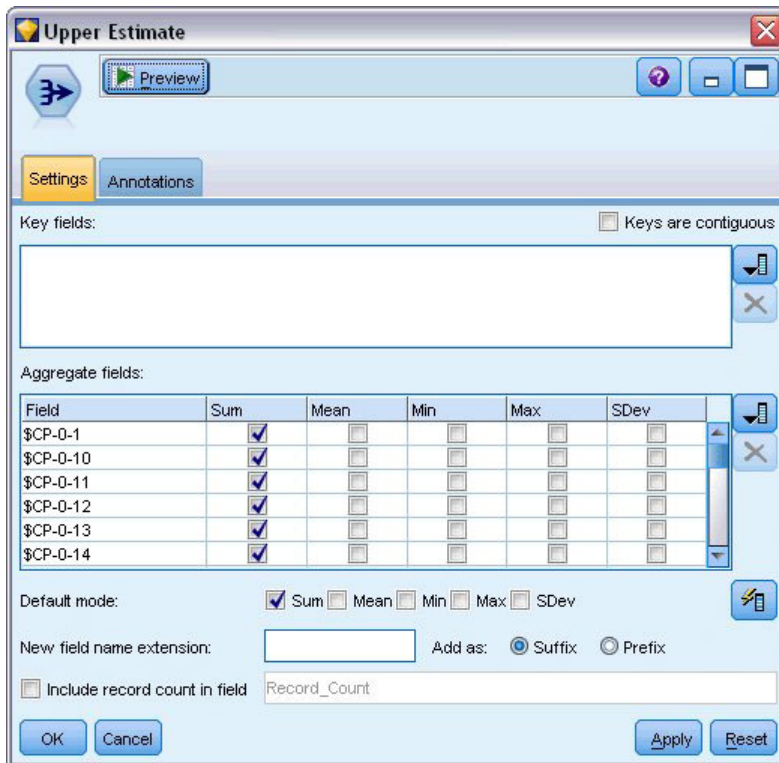 Upper Estimate
Preview
Settings Annotations
Key fields: Keys are contiguous
Aggregate fields:
Field Sum Mean Min Max SDev
$CP-0-1
$CP-0-10
$CP-0-11
$CP-0-12
$CP-0-13
$CP-0-14
Default mode: Sum Mean Min Max SDev
New field name extension: Add as: Suffix Prefix
Include record count in field Record_Count
OK Cancel Apply Reset